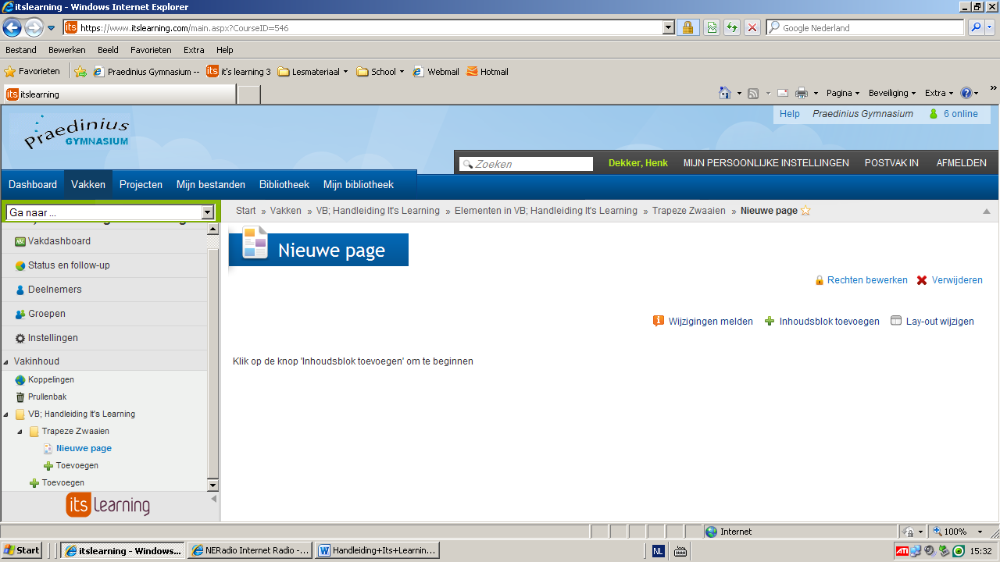 itslearning - Windows Internet Explorer
https://www.itslearning.com/main.aspx?CourseID=546
Google Nederland
Bestand Bewerken Beeld Favorieten Extra Help
Favorieten Praedinius Gymnasium -- it's learning 3 Lesmateriaal School Webmail Hotmail
itslearning
Pagina Beveiliging Extra »
Praedinius GYMNASIUM
Help Praedinius Gymnasium 6 online
Zoeken Dekker, Henk MIJN PERSOONLIJKE INSTELLINGEN POSTVAK IN AFMELDEN
Dashboard Vakken Projecten Mijn bestanden Bibliotheek Mijn bibliotheek
Ga naar ...
Start » Vakken » VB; Handleiding It's Learning » Elementen in VB; Handleiding It's Learning » Trapeze Zwaaien » Nieuwe page
Vakdashboard
Status en follow-up
Deelnemers
Groepen
Instellingen
Vakinhoud
Koppelingen
Prullenbak
VB; Handleiding It's Learning
Trapeze Zwaaien
Nieuwe page
Toevoegen
Toevoegen
its learning
Nieuwe page
Rechten bewerken Verwijderen
Wijzigingen melden Inhoudsblok toevoegen Lay-out wijzigen
Klik op de knop 'Inhoudsblok toevoegen' om te beginnen
Internet 100%
Start itslearning - Windows... NERadio Internet Radio -... Handleiding+Its+Learnin... NL ATI 15:32